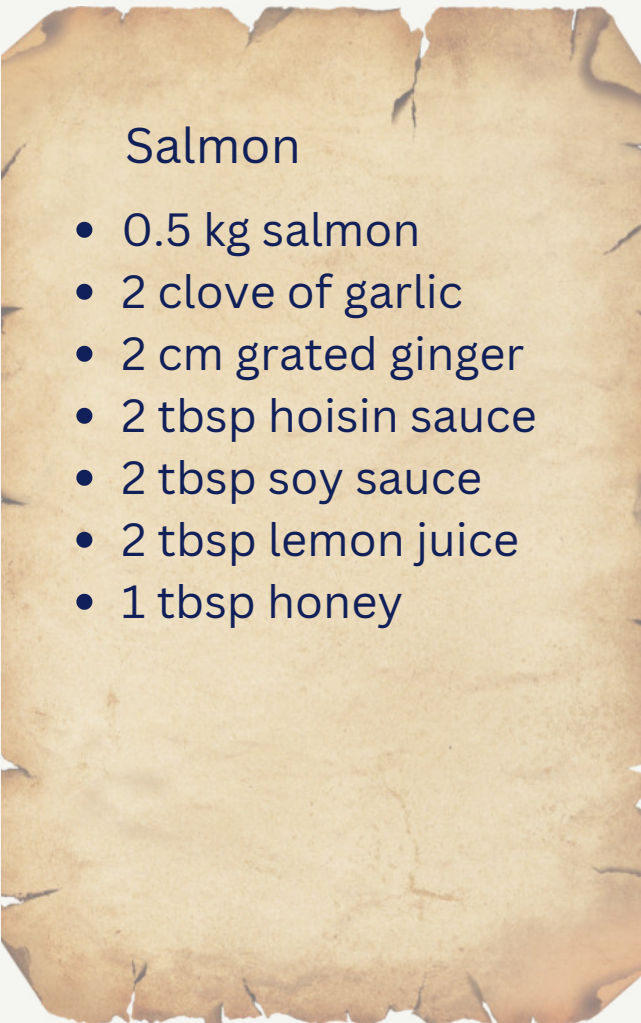 Salmon
• 0.5 kg salmon
• 2 clove of garlic
• 2 cm grated ginger
• 2 tbsp hoisin sauce
• 2 tbsp soy sauce
• 2 tbsp lemon juice
• 1 tbsp honey